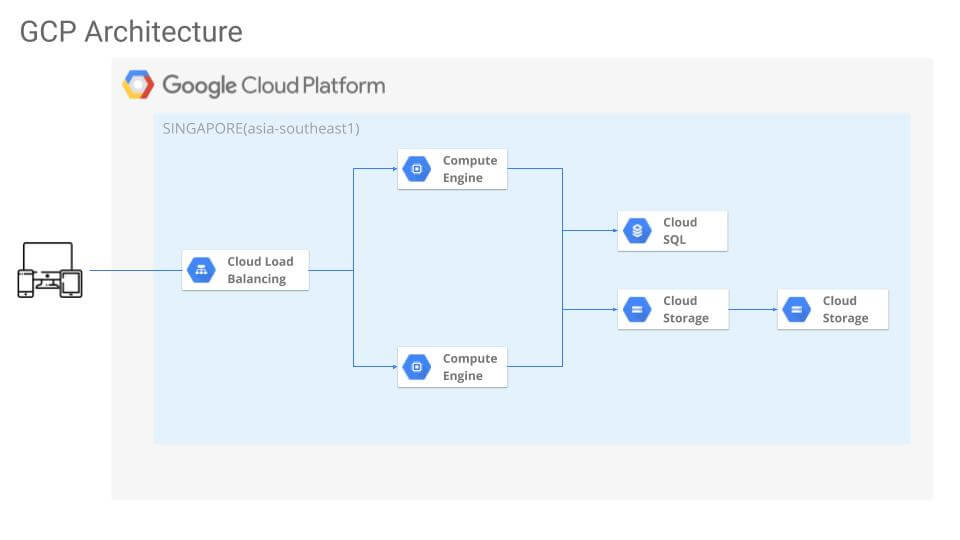 GCP Architecture
Google Cloud Platform
SINGAPORE(asia-southeast1)
Compute
Engine
Cloud
SQL
Cloud Load
Balancing
Cloud
Storage
Cloud
Storage
Compute
Engine